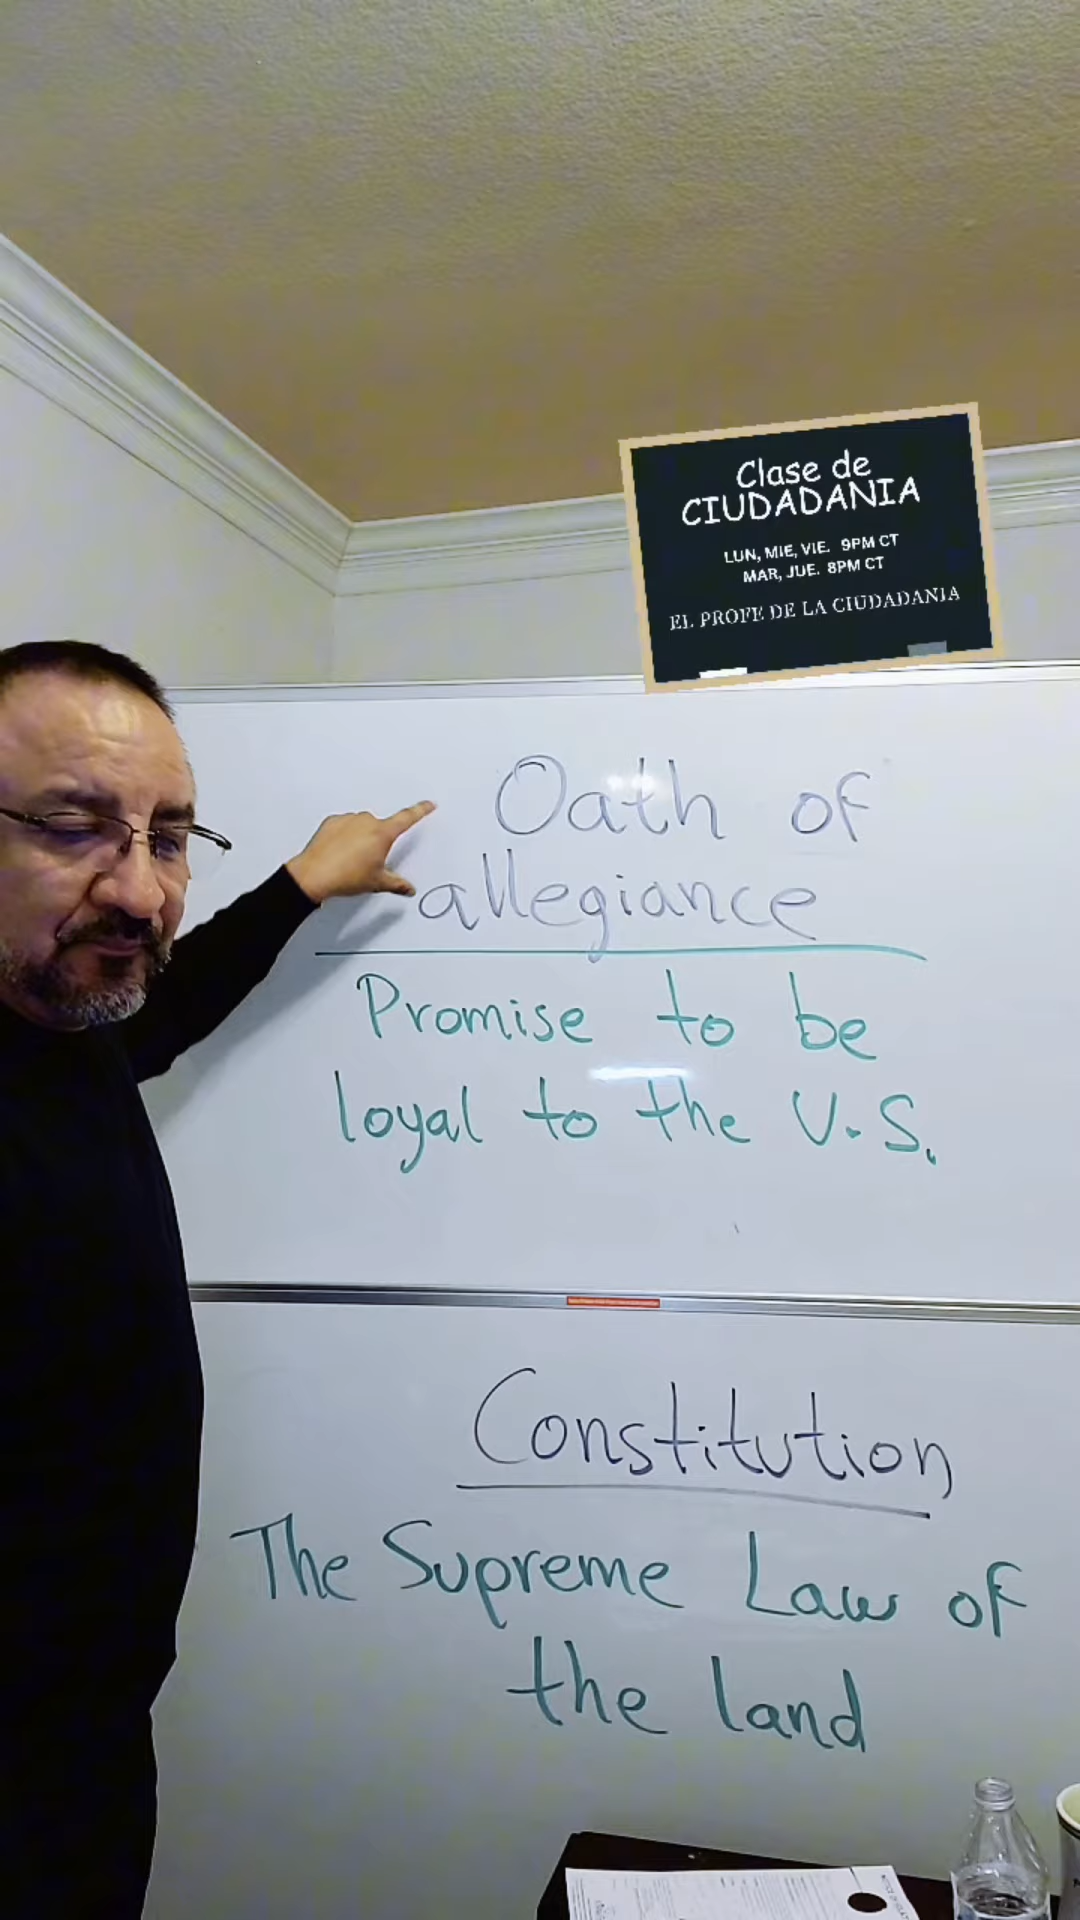 Clase de
CIUDADANIA
LUN, MIE, VIE. 9PM CT
MAR, JUE. 8PM CT
EL PROFE DE LA CIUDADANIA
Oath of
allegiance
Promise to be
loyal to the U.S.
Constitution
The Supreme Law of
the land